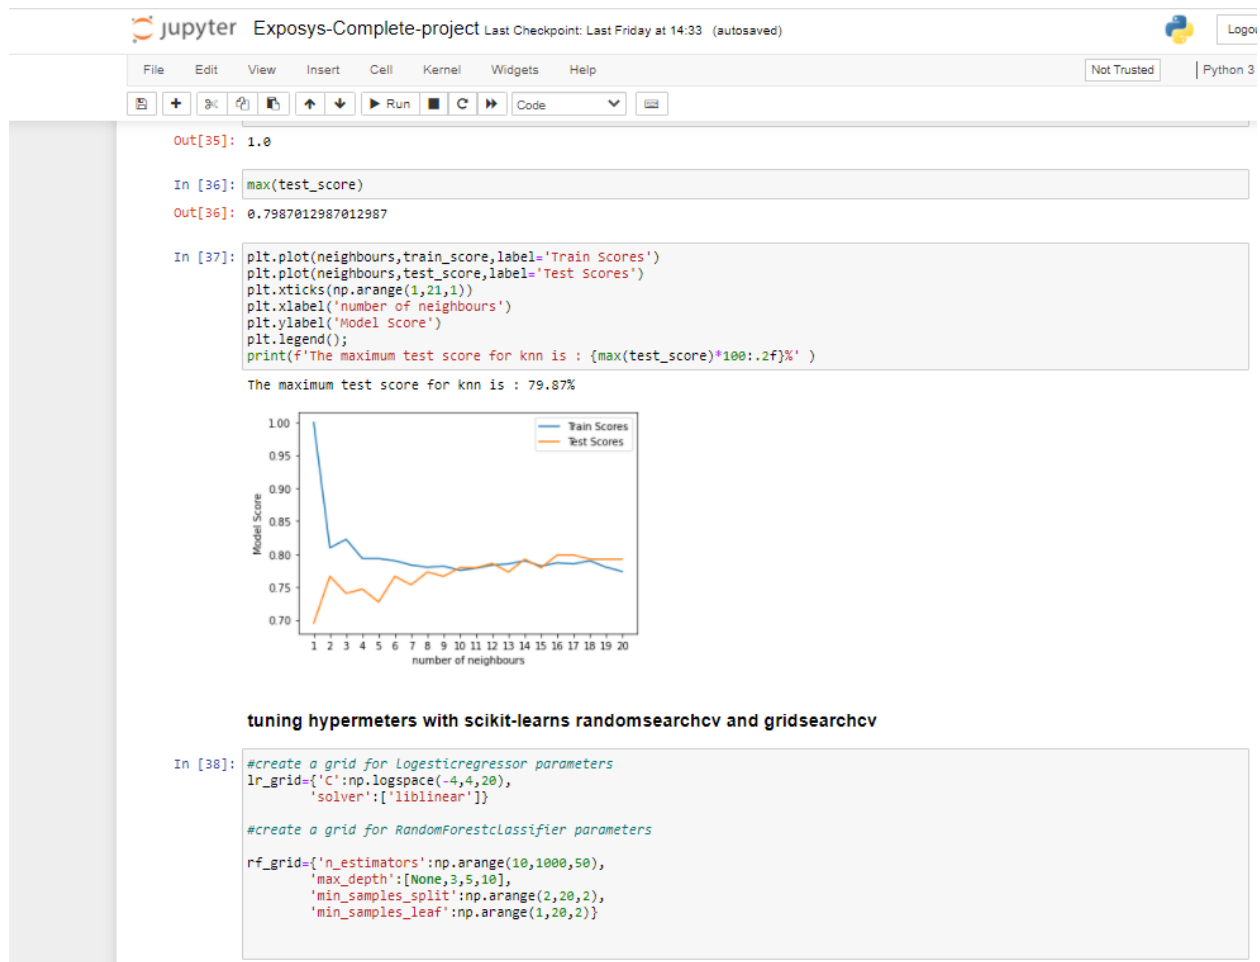 jupyter Exposys-Complete-project Last Checkpoint: Last Friday at 14:33 (autosaved)
Logou
File Edit View Insert Cell Kernel Widgets Help
Not Trusted
Python 3
Run
Code
Out[35]: 1.0
In [36]: max(test_score)
Out[36]: 0.7987012987012987
In [37]: plt.plot(neighbours,train_score,label='Train Scores')
plt.plot(neighbours,test_score,label='Test Scores')
plt.xticks(np.arange(1,21,1))
plt.xlabel('number of neighbours')
plt.ylabel('Model Score')
plt.legend();
print(f'The maximum test score for knn is : {max(test_score)*100:.2f}%' )
The maximum test score for knn is : 79.87%
Train Scores
Test Scores
1.00
0.95
0.90
0.85
0.80
0.75
0.70
Model Score
1 2 3 4 5 6 7 8 9 10 11 12 13 14 15 16 17 18 19 20
number of neighbours
tuning hypermeters with scikit-learns randomsearchcv and gridsearchcv
In [38]: #create a grid for Logesticregressor parameters
lr_grid={'C':np.logspace(-4,4,20),
'solver':['liblinear']}
#create a grid for RandomForestclassifier parameters
rf_grid={'n_estimators':np.arange(10,1000,50),
'max_depth':[None,3,5,10],
'min_samples_split':np.arange(2,20,2),
'min_samples_leaf':np.arange(1,20,2)}